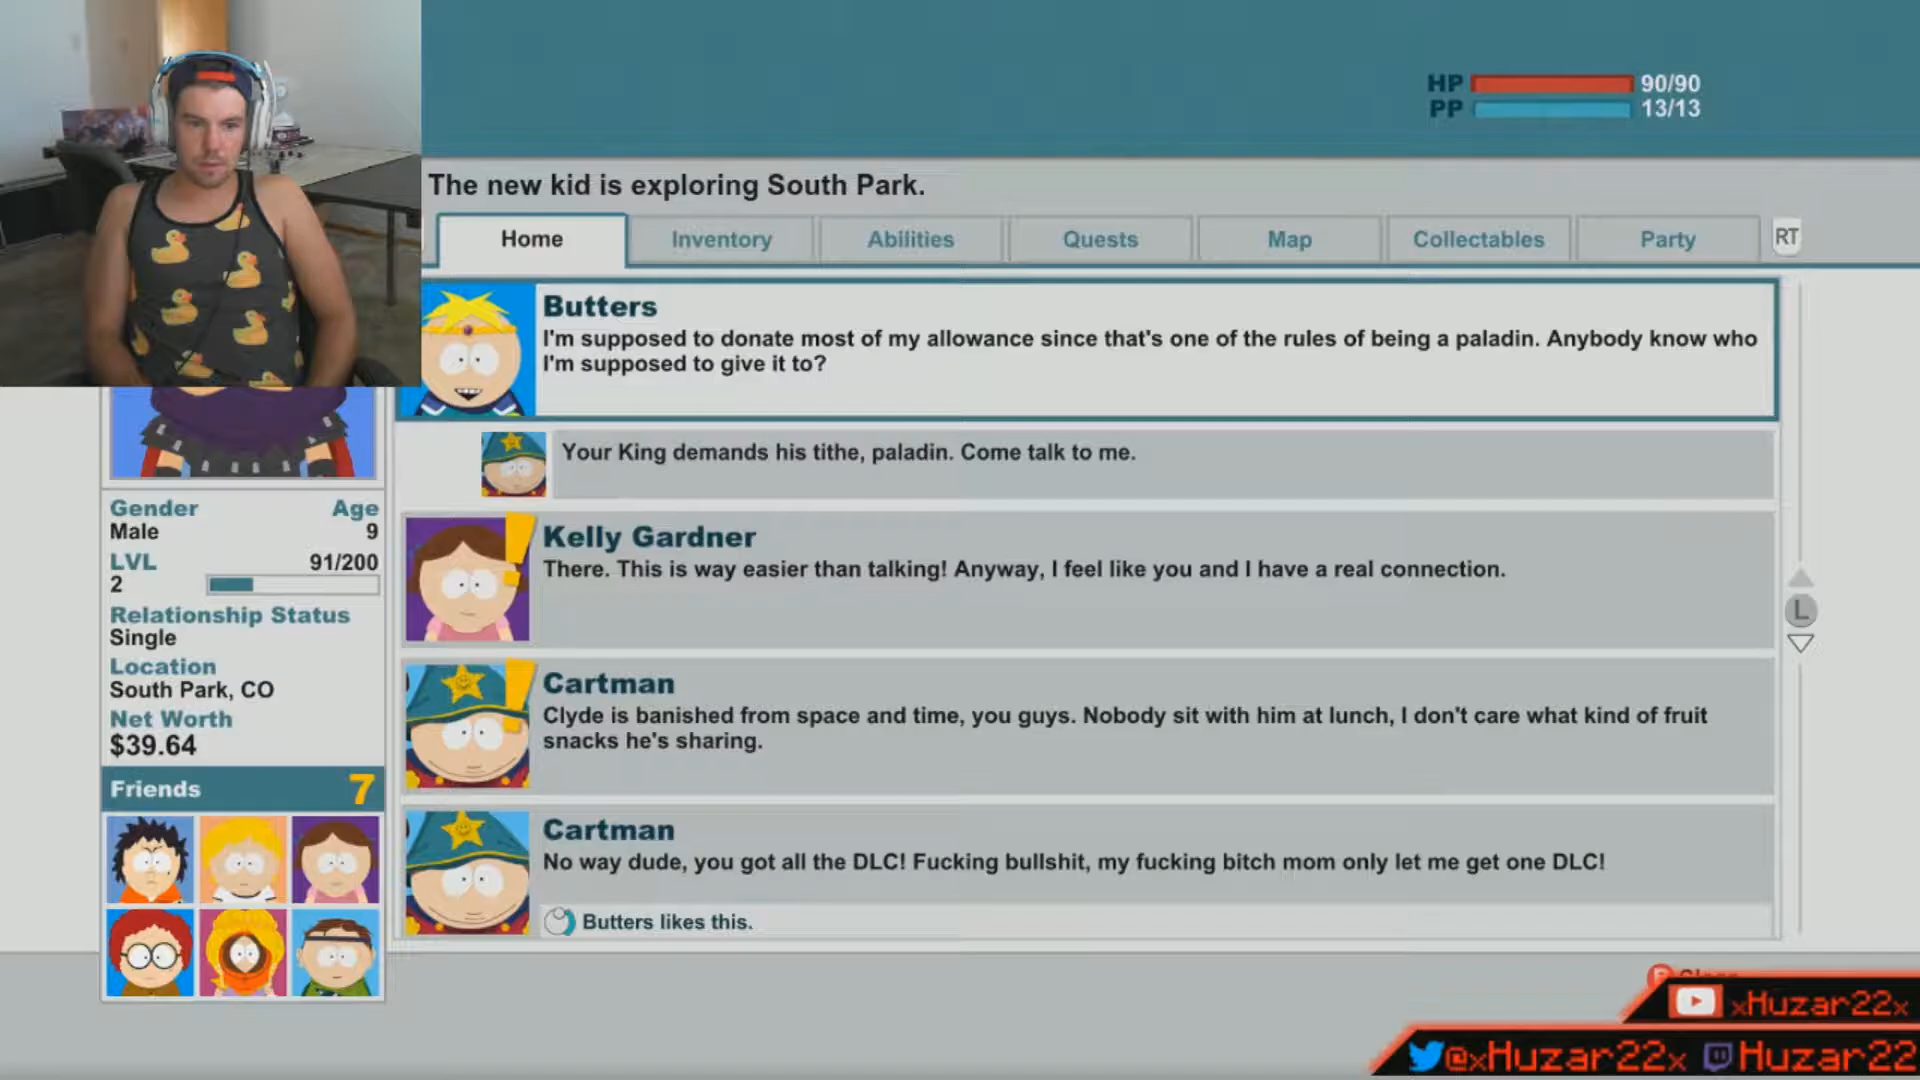 HP 90/90
PP 13/13
The new kid is exploring South Park.
Home Inventory Abilities Quests Map Collectables Party RT
Butters
I'm supposed to donate most of my allowance since that's one of the rules of being a paladin. Anybody know who
I'm supposed to give it to?
Your King demands his tithe, paladin. Come talk to me.
Kelly Gardner
There. This is way easier than talking! Anyway, I feel like you and I have a real connection.
Cartman
Clyde is banished from space and time, you guys. Nobody sit with him at lunch, I don't care what kind of fruit
snacks he's sharing.
Cartman
No way dude, you got all the DLC! Fucking bullshit, my fucking bitch mom only let me get one DLC!
Butters likes this.
L
Gender Age
Male 9
LVL 91/200
2
Relationship Status
Single
Location
South Park, CO
Net Worth
$39.64
Friends 7
xHuzar22x
@xHuzar22x Huzar22